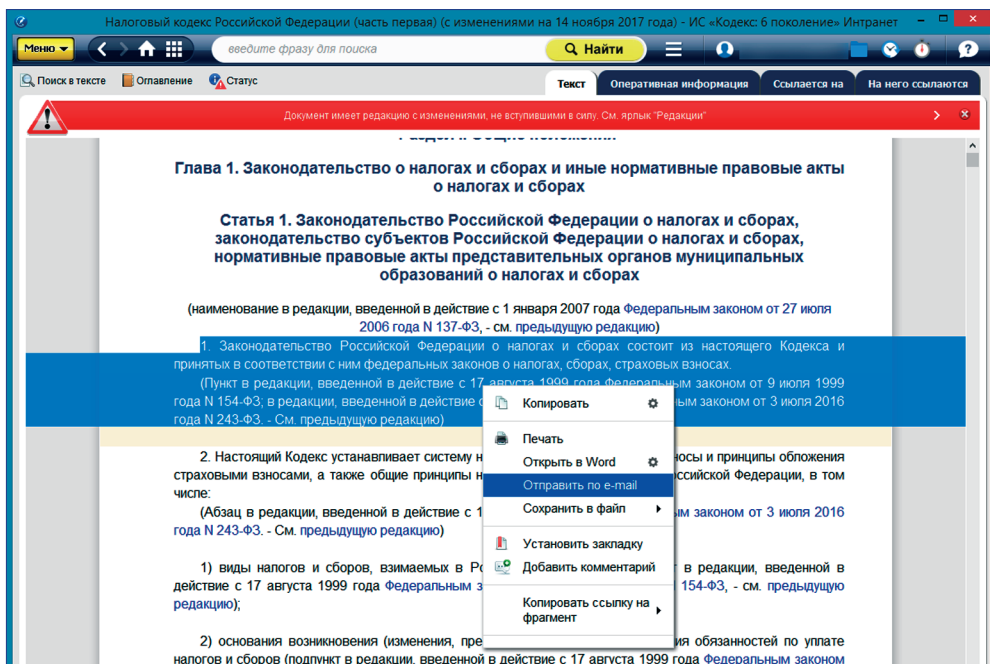 Налоговый кодекс Российской Федерации (часть первая) (с изменениями на 14 ноября 2017 года) - ИС «Кодекс: 6 поколение» Интранет
Меню
введите фразу для поиска
Найти
Поиск в тексте
Оглавление
Статус
Текст
Оперативная информация
Ссылается на
На него ссылаются
Документ имеет редакцию с изменениями, не вступившими в силу. См. ярлык "Редакции"
Глава 1. Законодательство о налогах и сборах и иные нормативные правовые акты
о налогах и сборах
Статья 1. Законодательство Российской Федерации о налогах и сборах,
законодательство субъектов Российской Федерации о налогах и сборах,
нормативные правовые акты представительных органов муниципальных
образований о налогах и сборах
(наименование в редакции, введенной в действие с 1 января 2007 года Федеральным законом от 27 июля
2006 года N 137-ФЗ, - см. предыдущую редакцию)
1. Законодательство Российской Федерации о налогах и сборах состоит из настоящего Кодекса и
принятых в соответствии с ним федеральных законов о налогах, сборах, страховых взносах.
(Пункт в редакции, введенной в действие с 17 августа 1999 года Федеральным законом от 9 июля 1999
года N 154-ФЗ; в редакции, введенной в действие с ным законом от 3 июля 2016
года N 243-ФЗ. - См. предыдущую редакцию)
2. Настоящий Кодекс устанавливает систему н носы и принципы обложения
страховыми взносами, а также общие принципы н ссийской Федерации, в том
числе:
(Абзац в редакции, введенной в действие с 1 ым законом от 3 июля 2016
года N 243-ФЗ. - См. предыдущую редакцию)
1) виды налогов и сборов, взимаемых в Ро в редакции, введенной в
действие с 17 августа 1999 года Федеральным з 154-ФЗ, - см. предыдущую
редакцию);
2) основания возникновения (изменения, пре ия обязанностей по уплате
налогов и сборов (подпункт в редакции, введенной в действие с 17 августа 1999 года Федеральным законом
Копировать
Печать
Открыть в Word
Отправить по e-mail
Сохранить в файл
Установить закладку
Добавить комментарий
Копировать ссылку на
фрагмент